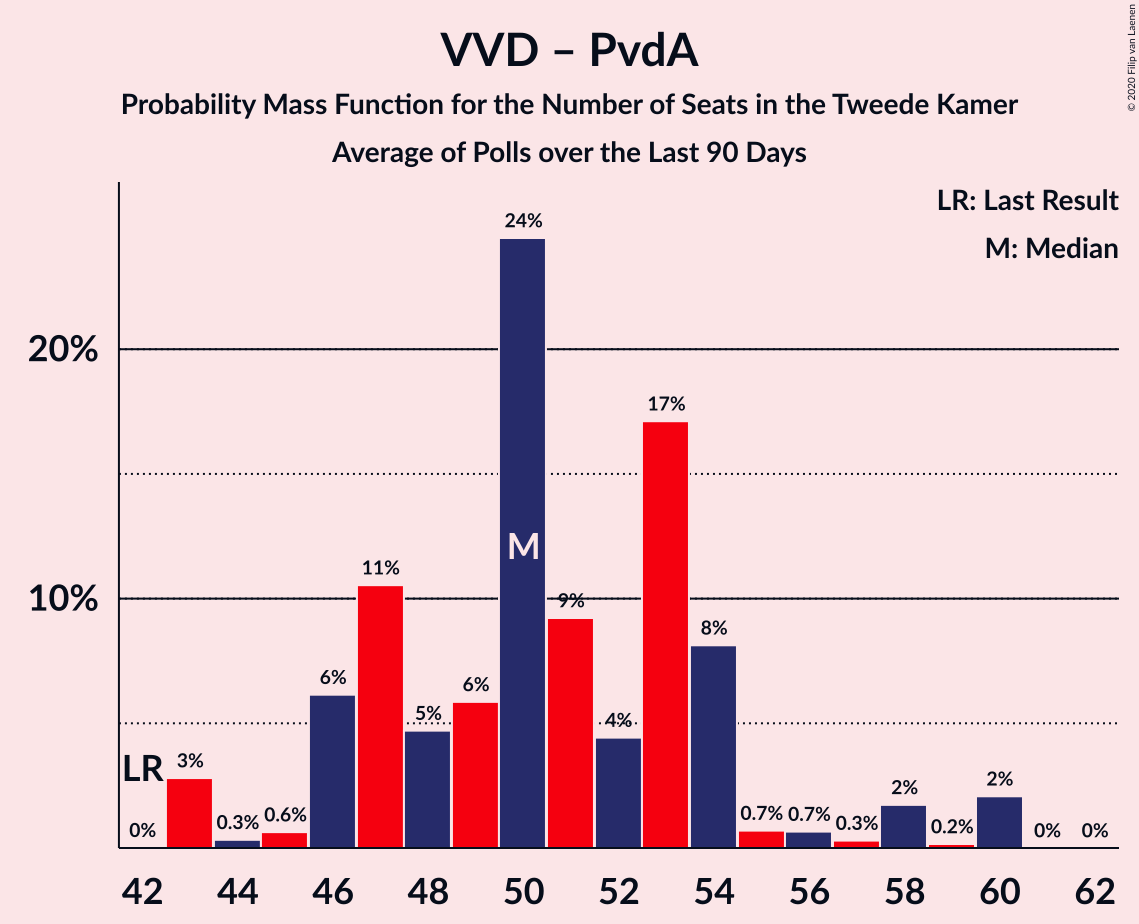 VVD – PvdA
Probability Mass Function for the Number of Seats in the Tweede Kamer
Average of Polls over the Last 90 Days
© 2020 Filip van Laenen
LR: Last Result
M: Median
24%
20%
17%
11%
10%
9%
8%
6%
6%
5%
4%
M
LR
3%
2%
2%
0%
0.3%
0.6%
0.7%
0.7%
0.3%
0.2%
0%
0%
42 44 46 48 50 52 54 56 58 60 62